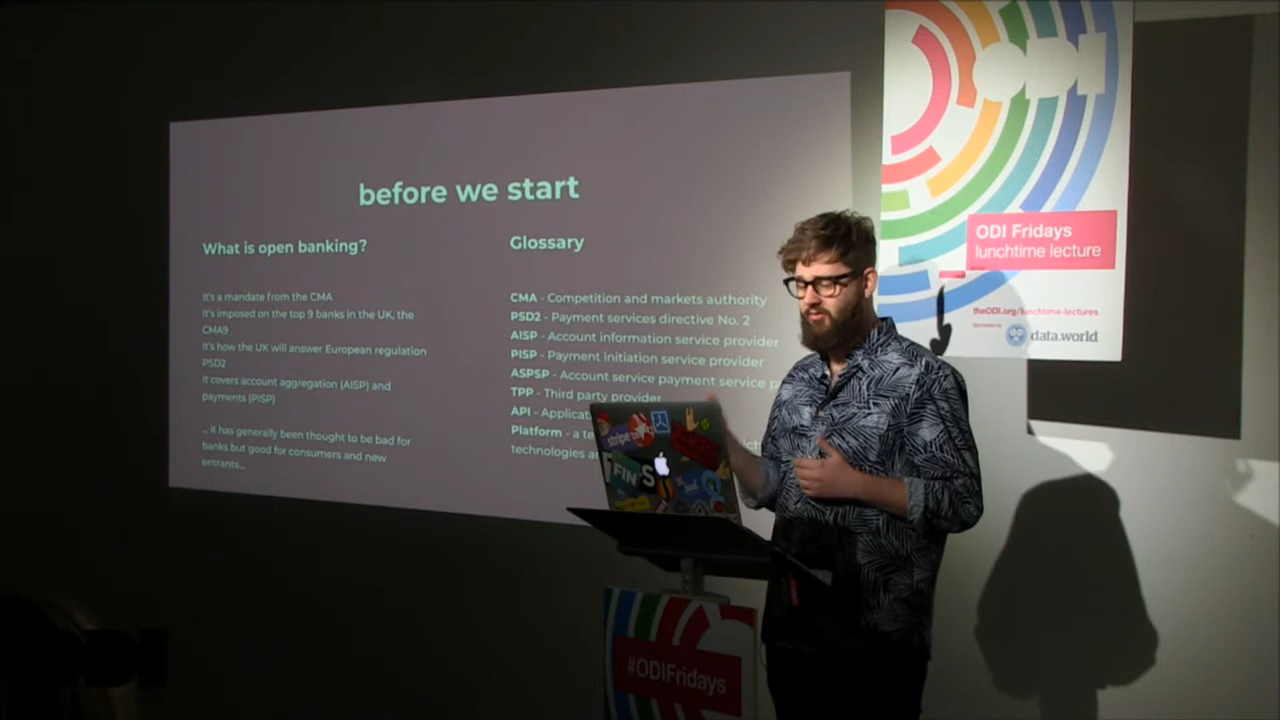 before we start
What is open banking?
It's a mandate from the CMA
It's imposed on the top 9 banks in the UK, the
CMA9
It's how the UK will answer European regulation
PSD2
It covers account aggregation (AISP) and
payments (PISP)
... it has generally been thought to be bad for
banks but good for consumers and new
entrants...
Glossary
CMA - Competition and markets authority
PSD2 - Payment services directive No. 2
AISP - Account information service provider
PISP - Payment initiation service provider
ASPSP - Account service payment service
TPP - Third party provider
API -
Platform - a
technologies
ODI Fridays
lunchtime lecture
theODI.org/lunchtime-lectures
Sponsored by
data.world
stripe
#ODIFridays